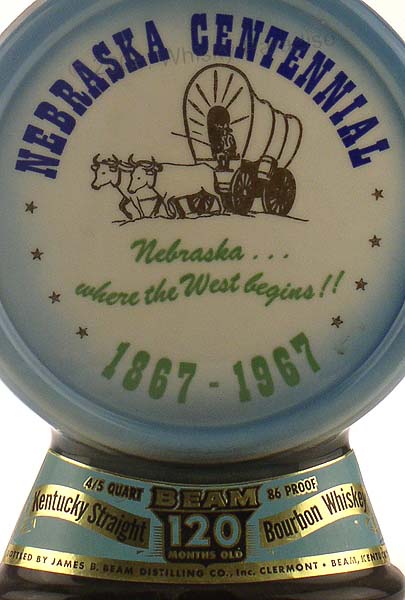 NEBRASKA CENTENNIAL
Nebraska...
where the West begins!!
1867-1967
4/5 QUART BEAM 86 PROOF
Kentucky Straight 120 Bourbon Whiskey
MONTHS OLD
BOTTLED BY JAMES B. BEAM DISTILLING CO., Inc. CLERMONT • BEAM, KENTUCKY